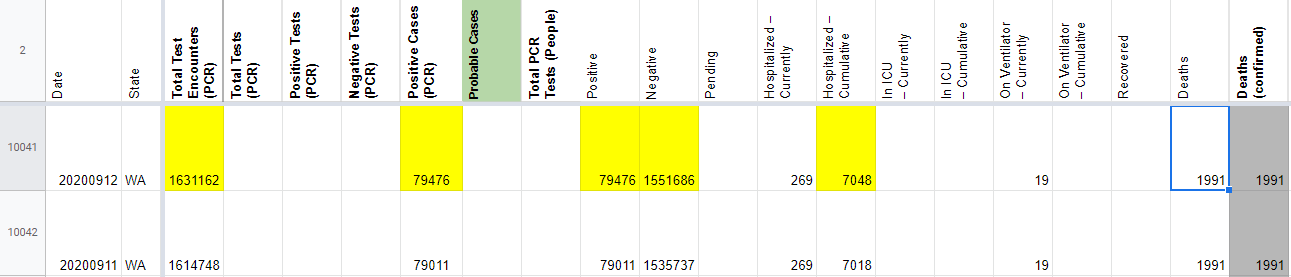 2
Date
State
Total Test
Encounters
(PCR)
Total Tests
(PCR)
Positive Tests
(PCR)
Negative Tests
(PCR)
Positive Cases
(PCR)
Probable Cases
Total PCR
Tests (People)
Positive
Negative
Pending
Hospitalized –
Currently
Hospitalized –
Cumulative
In ICU
– Currently
In ICU
– Cumulative
On Ventilator
– Currently
On Ventilator
– Cumulative
Recovered
Deaths
Deaths
(confirmed)
10041
20200912 WA 1631162 79476 79476 1551686 269 7048 19 1991 1991
10042
20200911 WA 1614748 79011 79011 1535737 269 7018 19 1991 1991